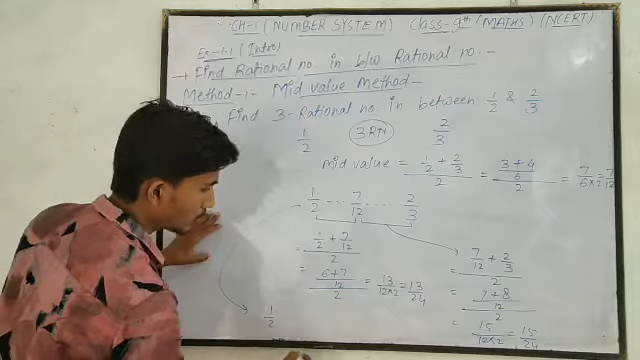 CH-1 (NUMBER SYSTEM) Class-9th (MATHS) (NCERT)
Ex-1.1 (Intro)
→ Find Rational no. in b/w Rational no. -
Method-1- Mid value Method-
Find 3-Rational no. in between 1/2 & 2/3
1/2 3RN 2/3
Mid value = (1/2 + 2/3)/2 = ((3+4)/6)/2 = 7/(6×2) = 7/12
1/2 --- 7/12 ..... 2/3
= (1/2 + 7/12)/2
= ((6+7)/12)/2 = 13/(12×2) = 13/24
= (7/12 + 2/3)/2
= ((7+8)/12)/2
= 15/(12×2) = 15/24
1/2